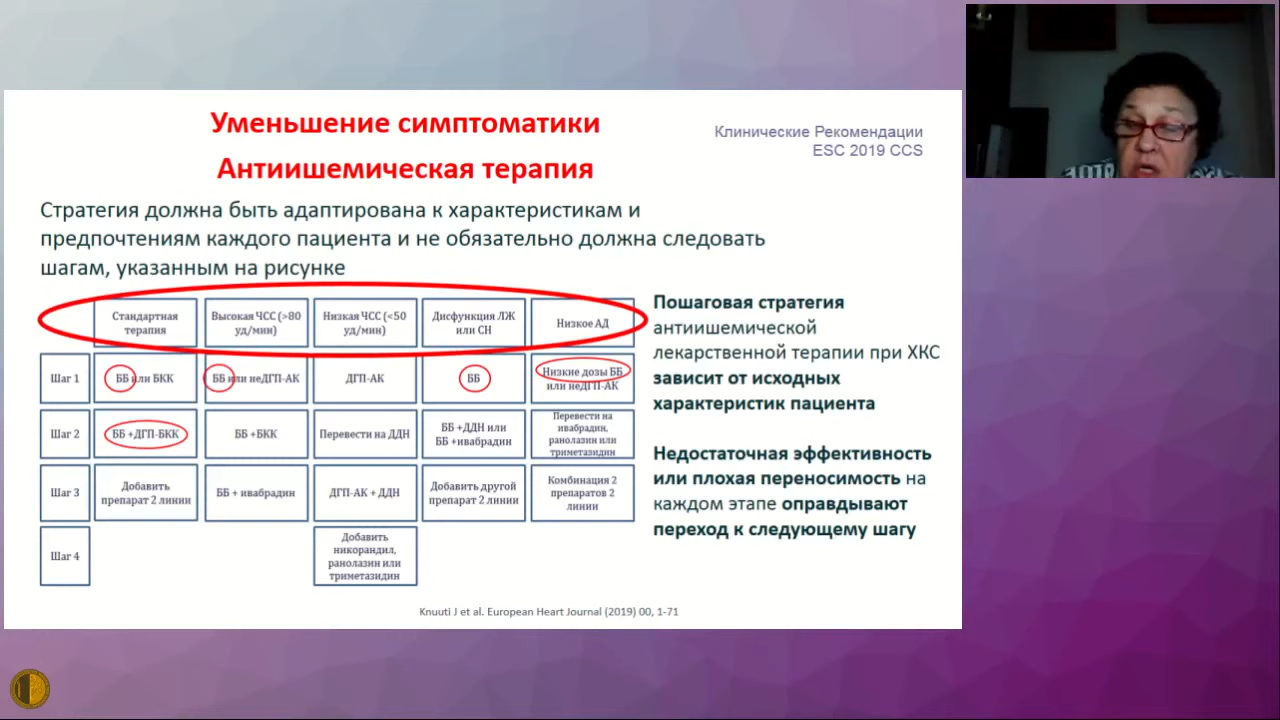 Уменьшение симптоматики
Антиишемическая терапия
Клинические Рекомендации
ESC 2019 CCS
Стратегия должна быть адаптирована к характеристикам и
предпочтениям каждого пациента и не обязательно должна следовать
шагам, указанным на рисунке
Стандартная
терапия
Высокая ЧСС (>80
уд/мин)
Низкая ЧСС (<50
уд/мин)
Дисфункция ЛЖ
или СН
Низкое АД
Шаг 1
ББ или БКК
ББ или неДГП-АК
ДГП-АК
ББ
Низкие дозы ББ
или неДГП-АК
Шаг 2
ББ +ДГП-БКК
ББ +БКК
Перевести на ДДН
ББ +ДДН или
ББ +ивабрадин
Перевести на
ивабрадин,
ранолазин или
триметазидин
Шаг 3
Добавить
препарат 2 линии
ББ + ивабрадин
ДГП-АК + ДДН
Добавить другой
препарат 2 линии
Комбинация 2
препаратов 2
линии
Шаг 4
Добавить
никорандил,
ранолазин или
триметазидин
Пошаговая стратегия
антиишемической
лекарственной терапии при ХКС
зависит от исходных
характеристик пациента
Недостаточная эффективность
или плохая переносимость на
каждом этапе оправдывают
переход к следующему шагу
Knuuti J et al. European Heart Journal (2019) 00, 1-71